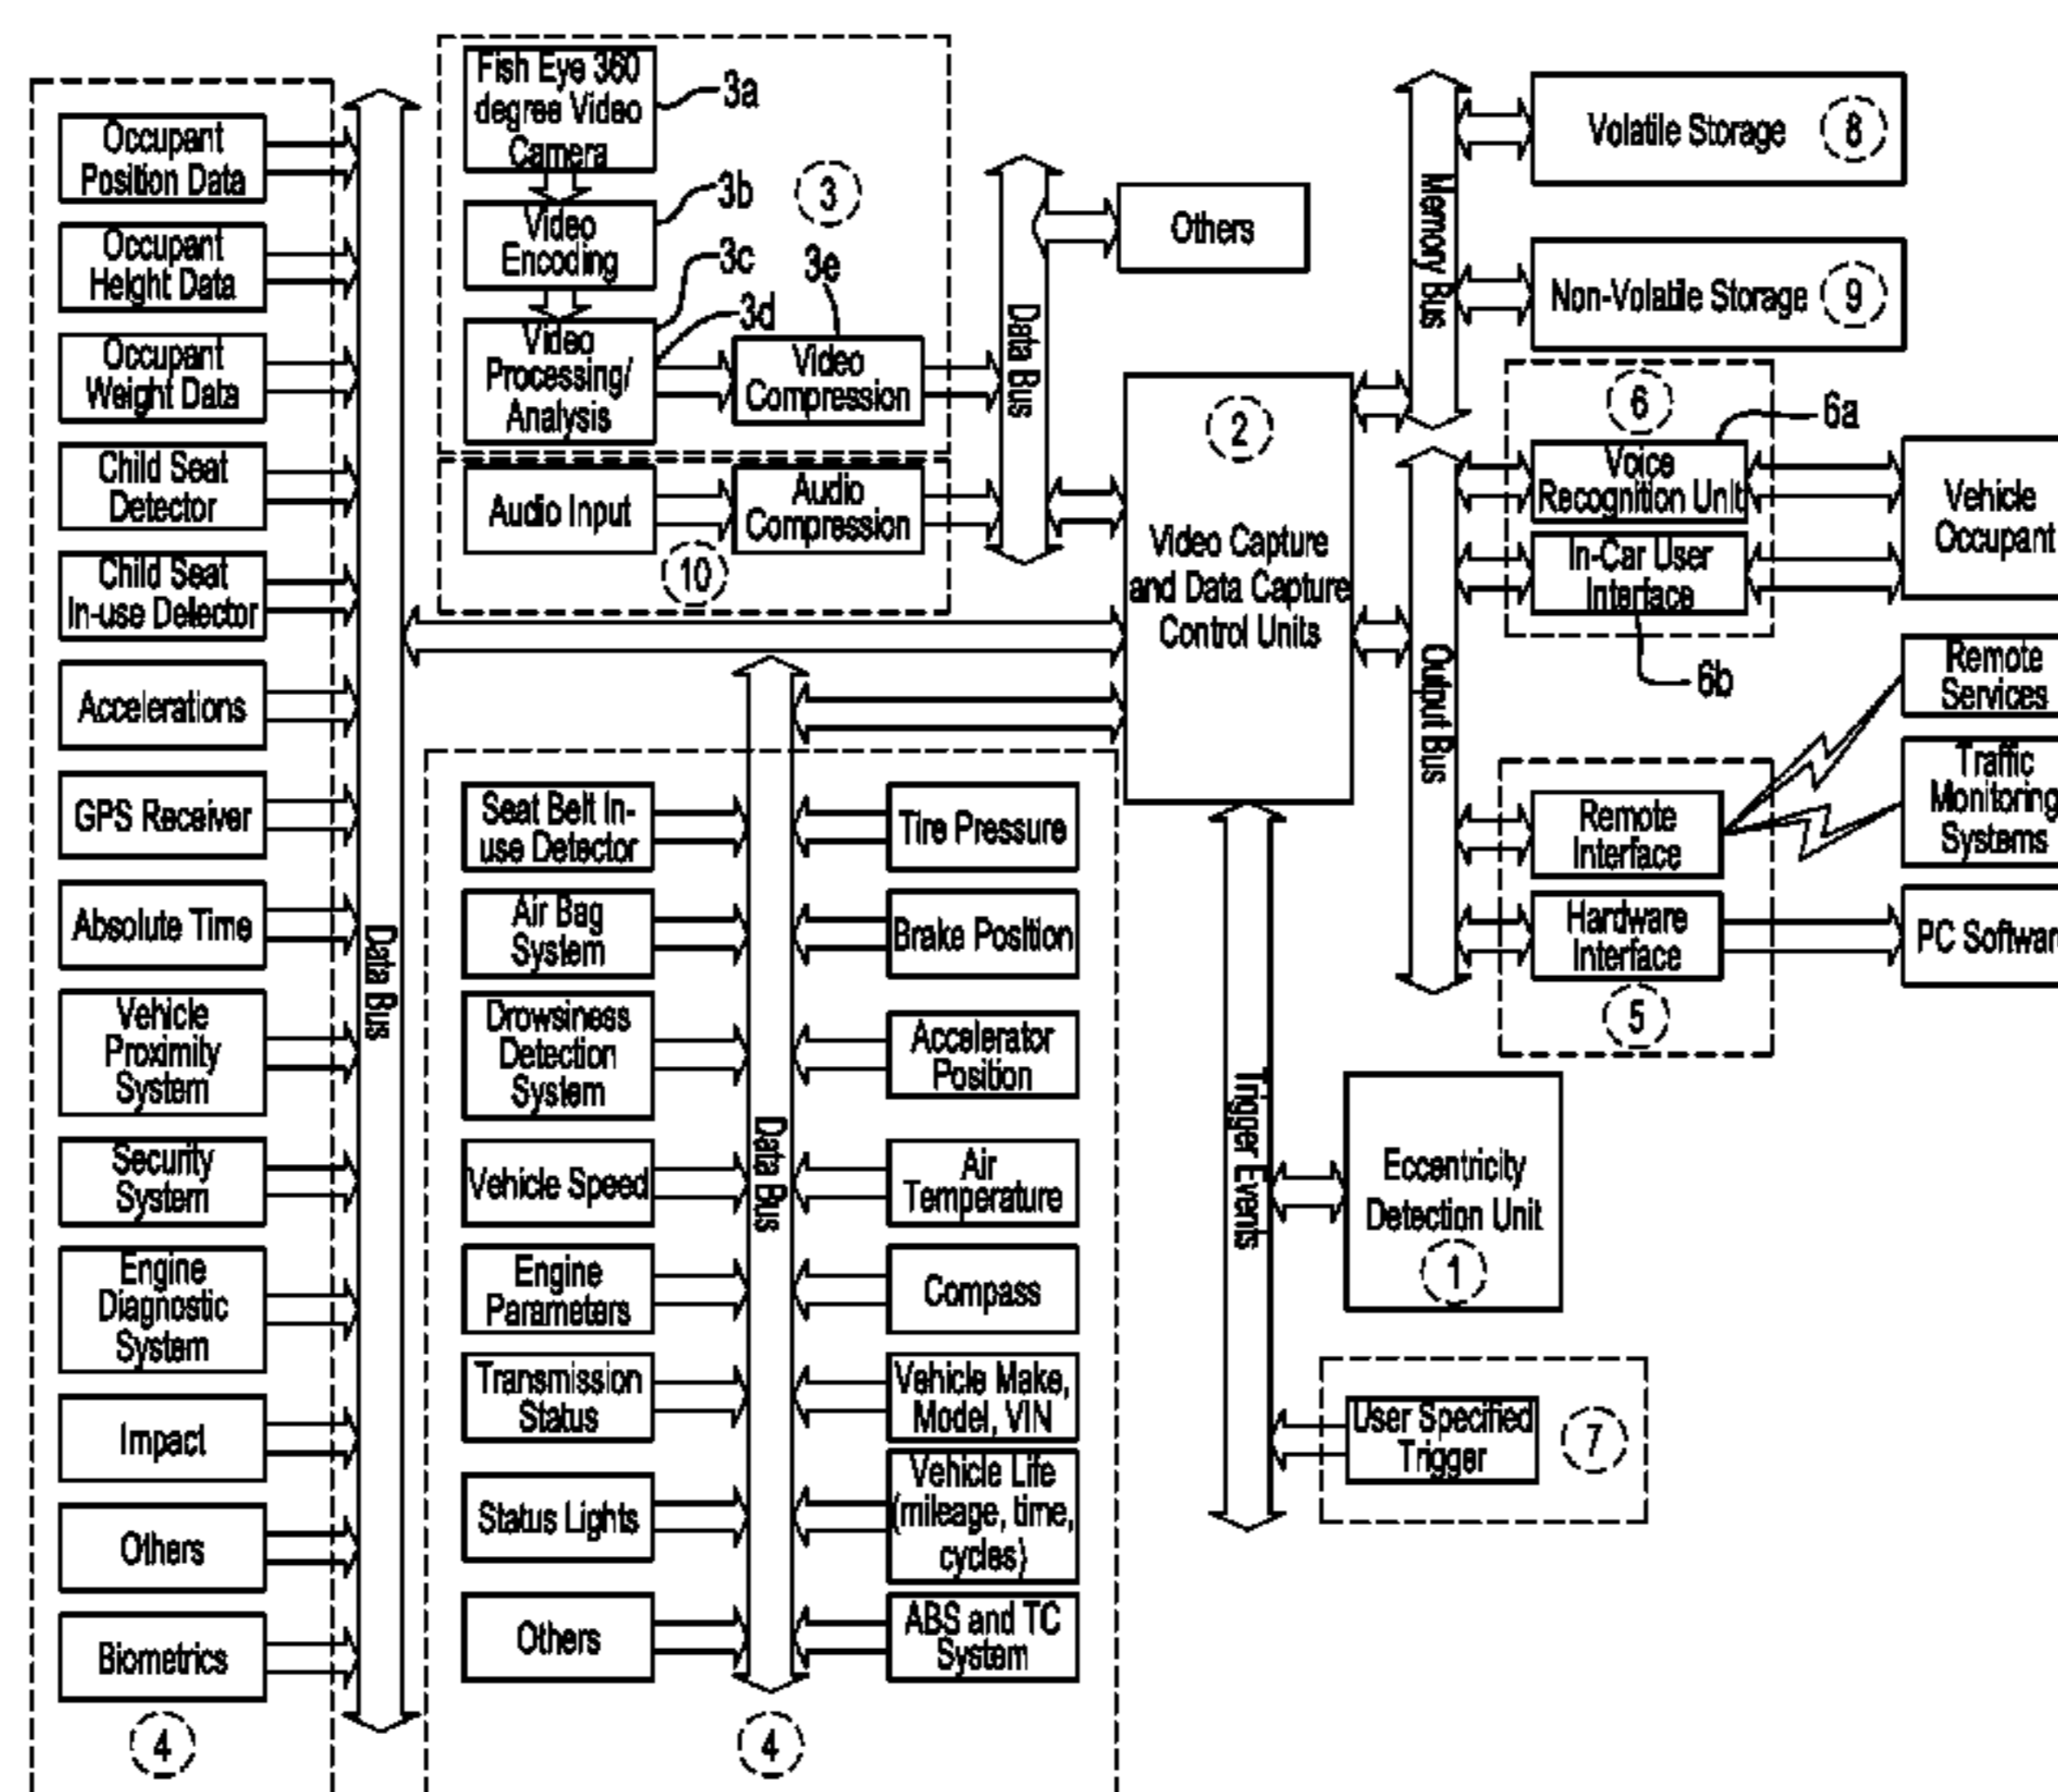 Occupant
Position Data
Occupant
Height Data
Occupant
Weight Data
Child Seat
Detector
Child Seat
In-use Detector
Accelerations
GPS Receiver
Absolute Time
Vehicle
Proximity
System
Security
System
Engine
Diagnostic
System
Impact
Others
Biometrics
4
Data Bus
Fish Eye 360
degree Video
Camera
3a
Video
Encoding
3b
3
Video
Processing/
Analysis
3c
3d
3e
Video
Compression
Audio Input
Audio
Compression
10
Data Bus
Others
2
Video Capture
and Data Capture
Control Units
Seat Belt In-
use Detector
Air Bag
System
Drowsiness
Detection
System
Vehicle Speed
Engine
Parameters
Transmission
Status
Status Lights
Others
Data Bus
Tire Pressure
Brake Position
Accelerator
Position
Air
Temperature
Compass
Vehicle Make,
Model, VIN
Vehicle Life
(mileage, time,
cycles)
ABS and TC
System
4
Memory Bus
Volatile Storage 8
Non-Volatile Storage 9
Output Bus
6
6a
Voice
Recognition Unit
In-Car User
Interface
6b
Vehicle
Occupant
Remote
Services
Traffic
Monitoring
Systems
Remote
Interface
Hardware
Interface
5
PC Softwar
Trigger Events
Eccentricity
Detection Unit
1
User Specified
Trigger
7